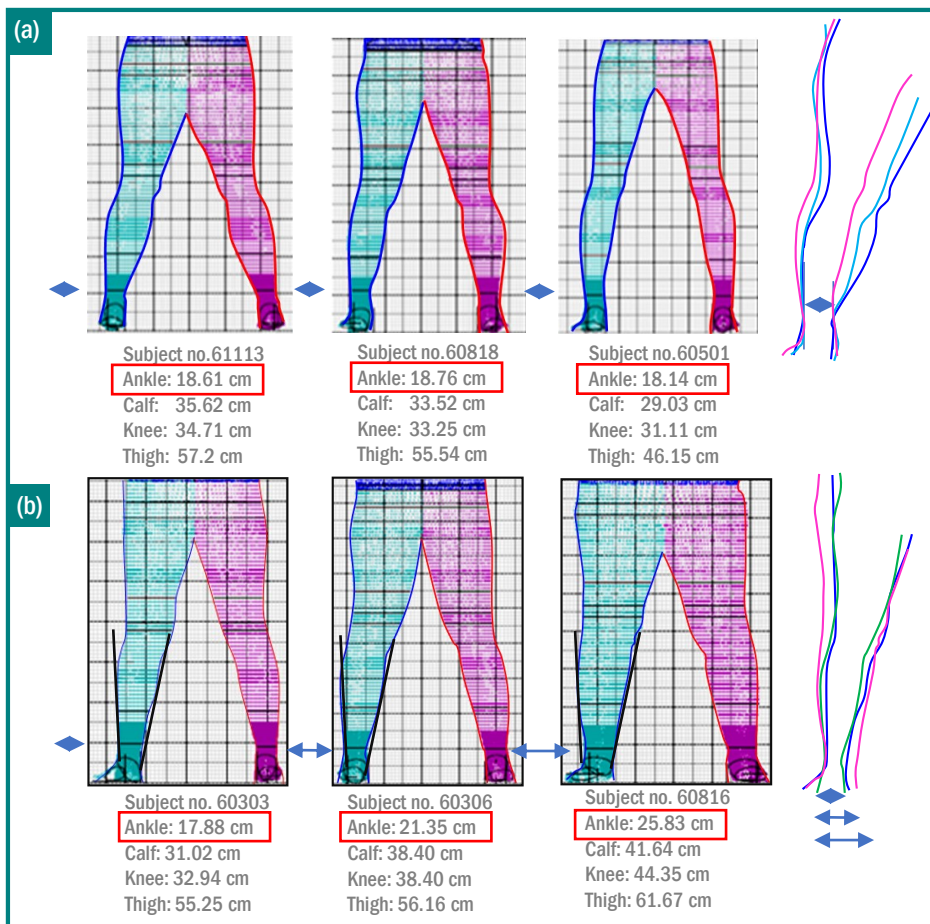 (a)
Subject no.61113
Ankle: 18.61 cm
Calf: 35.62 cm
Knee: 34.71 cm
Thigh: 57.2 cm
Subject no.60818
Ankle: 18.76 cm
Calf: 33.52 cm
Knee: 33.25 cm
Thigh: 55.54 cm
Subject no.60501
Ankle: 18.14 cm
Calf: 29.03 cm
Knee: 31.11 cm
Thigh: 46.15 cm
(b)
Subject no. 60303
Ankle: 17.88 cm
Calf: 31.02 cm
Knee: 32.94 cm
Thigh: 55.25 cm
Subject no. 60306
Ankle: 21.35 cm
Calf: 38.40 cm
Knee: 38.40 cm
Thigh: 56.16 cm
Subject no. 60816
Ankle: 25.83 cm
Calf: 41.64 cm
Knee: 44.35 cm
Thigh: 61.67 cm